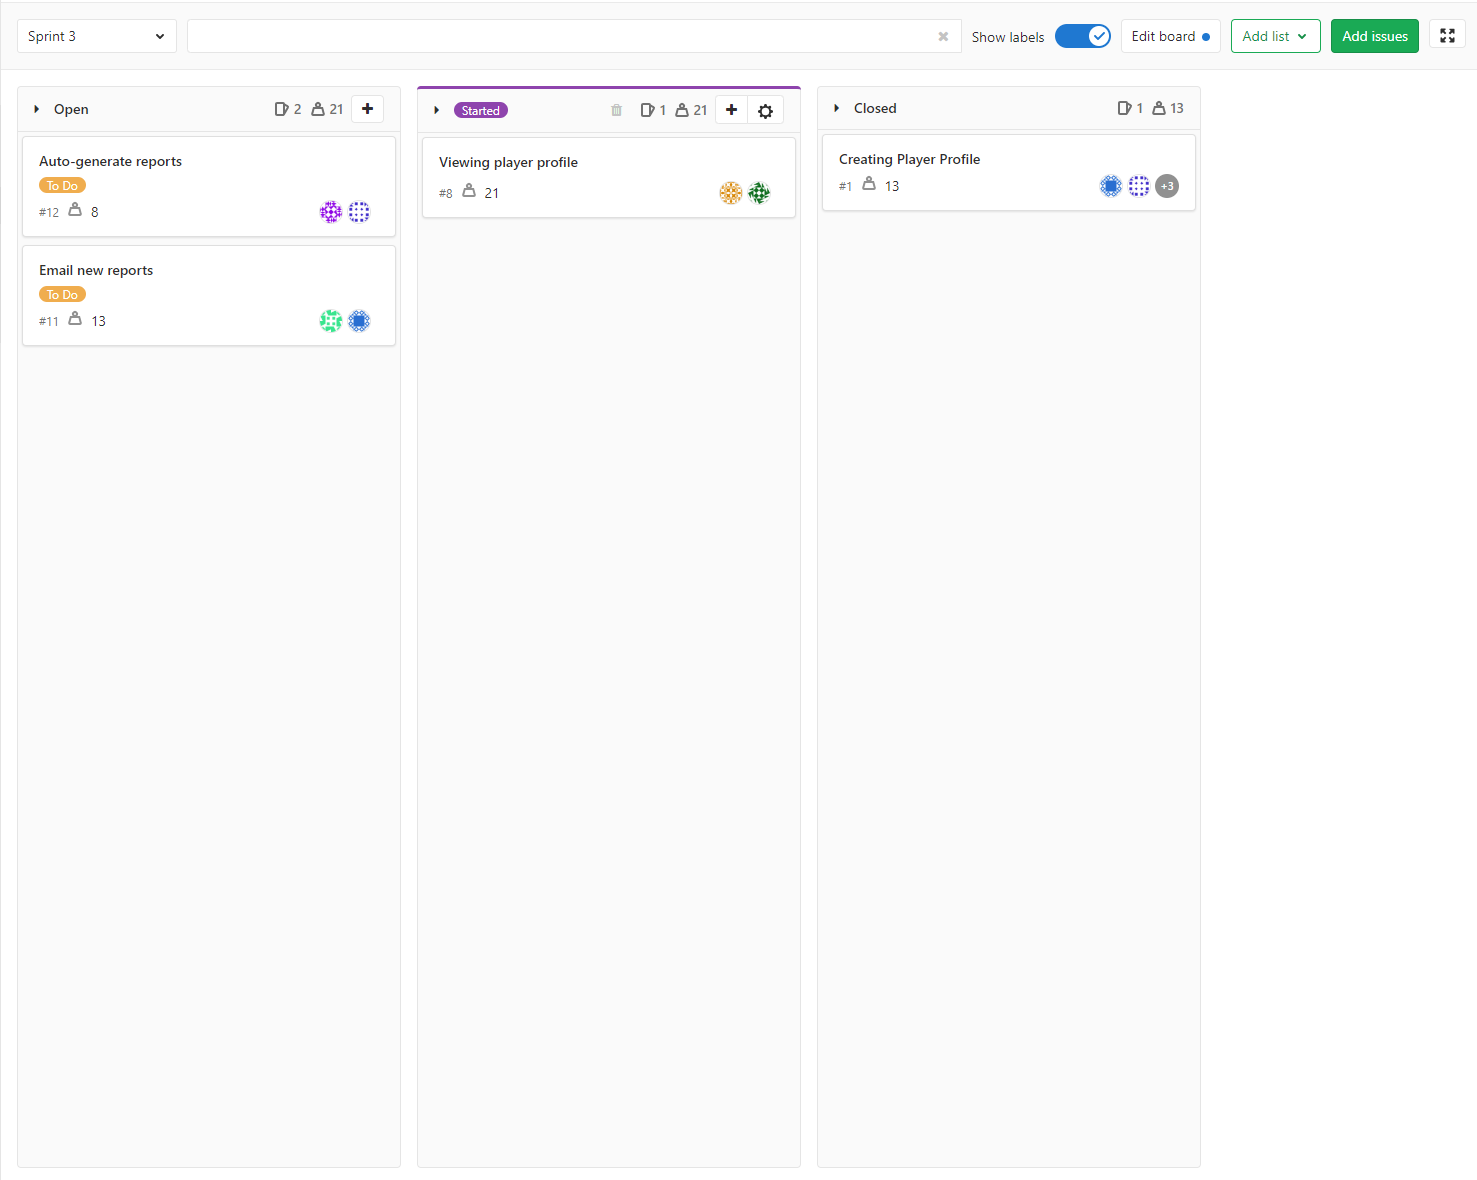 Sprint 3
Show labels
Edit board
Add list
Add issues
Open
2
21
Auto-generate reports
To Do
#12
8
Email new reports
To Do
#11
13
Started
1
21
Viewing player profile
#8
21
Closed
1
13
Creating Player Profile
#1
13
+3